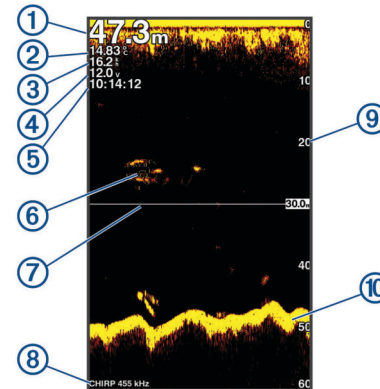 ① 47.3m 0
② 14.83 °C
③ 16.2 k/h
④ 12.0 v 10
⑤ 10:14:12
20 ⑨
⑥
30.0
⑦
40
⑩
50
⑧ CHIRP 455 kHz 60